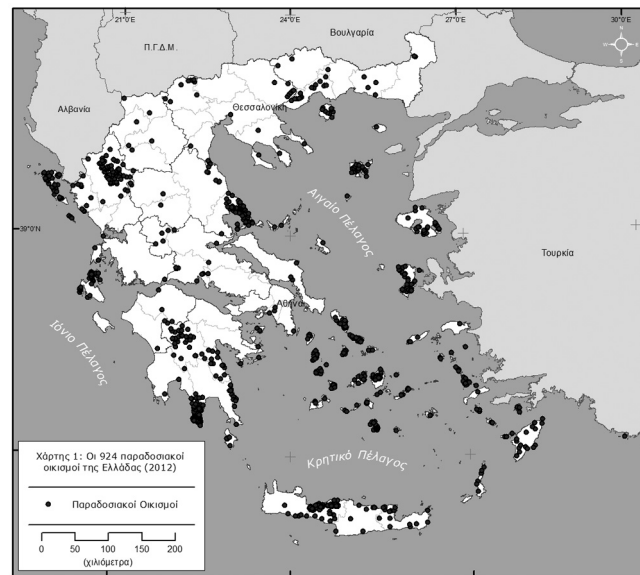 21°0'E
24°0'E
27°0'E
30°0'E
Βουλγαρία
Π.Γ.Δ.Μ.
N
W
E
S
Αλβανία
Θεσσαλονίκη
Αιγαίο Πέλαγος
39°0'N
Τουρκία
Αθήνα
Ιόνιο Πέλαγος
Κρητικό Πέλαγος
Χάρτης 1: Οι 924 παραδοσιακοί
οικισμοί της Ελλάδας (2012)
Παραδοσιακοί Οικισμοί
0 50 100 150 200
(χιλιόμετρα)